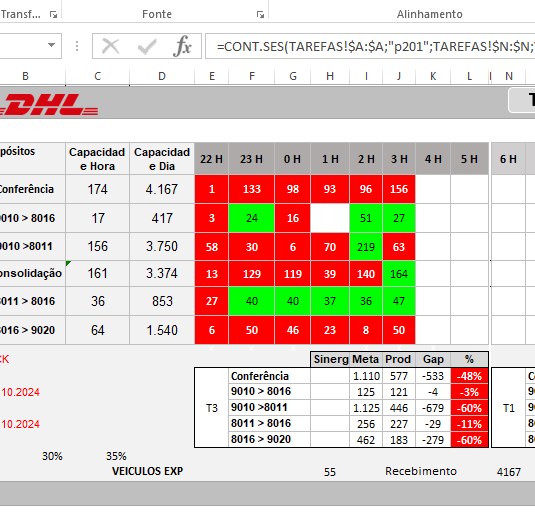 Transf...
Fonte
Alinhamento
=CONT.SES(TAREFAS!$A:$A;"p201";TAREFAS!$N:$N;
B C D E F G H I J K L N
DHL
pósitos Capacidad e Hora Capacidad e Dia 22 H 23 H 0 H 1 H 2 H 3 H 4 H 5 H 6 H
Conferência 174 4.167 1 133 98 93 96 156
9010 > 8016 17 417 3 24 16 51 27
9010 >8011 156 3.750 58 30 6 70 219 63
onsolidação 161 3.374 13 129 119 39 140 164
8011 > 8016 36 853 27 40 40 37 36 47
8016 > 9020 64 1.540 6 50 46 23 8 50
CK
Sinerg Meta Prod Gap %
Conferência 1.110 577 -533 -48%
10.2024 9010 > 8016 125 121 -4 -3%
T3 9010 >8011 1.125 446 -679 -60% T1
10.2024 8011 > 8016 256 227 -29 -11%
8016 > 9020 462 183 -279 -60%
30% 35%
VEICULOS EXP 55 Recebimento 4167